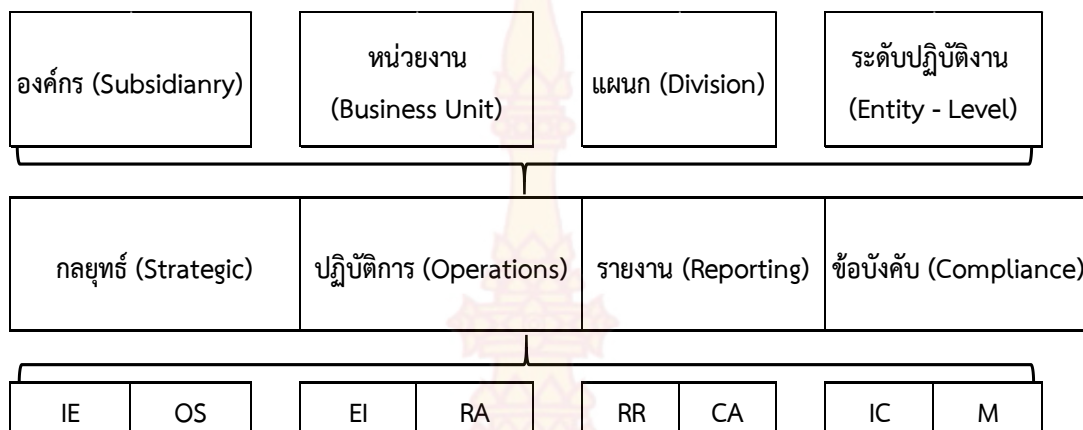 องค์กร (Subsidianry)
หน่วยงาน
(Business Unit)
แผนก (Division)
ระดับปฏิบัติงาน
(Entity - Level)
กลยุทธ์ (Strategic)
ปฏิบัติการ (Operations)
รายงาน (Reporting)
ข้อบังคับ (Compliance)
IE
OS
EI
RA
RR
CA
IC
M